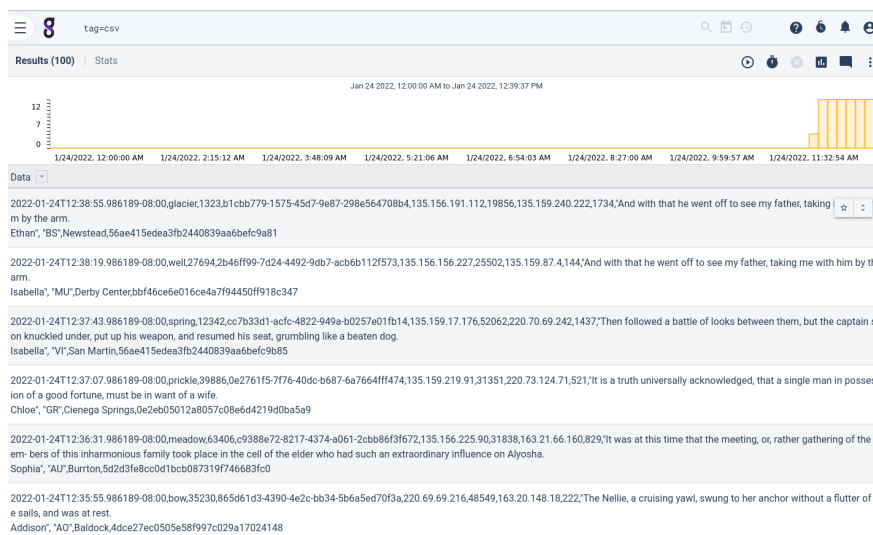 tag=csv
Results (100) Stats
Jan 24 2022, 12:00:00 AM to Jan 24 2022, 12:39:37 PM
12
7
0
1/24/2022, 12:00:00 AM 1/24/2022, 2:15:12 AM 1/24/2022, 3:48:09 AM 1/24/2022, 5:21:06 AM 1/24/2022, 6:54:03 AM 1/24/2022, 8:27:00 AM 1/24/2022, 9:59:57 AM 1/24/2022, 11:32:54 AM
Data
2022-01-24T12:38:55.986189-08:00,glacier,1323,b1cbb779-1575-45d7-9e87-298e564708b4,135.156.191.112,19856,135.159.240.222,1734,"And with that he went off to see my father, taking
m by the arm.
Ethan", "BS",Newstead,56ae415edea3fb2440839aa6befc9a81
2022-01-24T12:38:19.986189-08:00,well,27694,2b46ff99-7d24-4492-9db7-acb6b112f573,135.156.156.227,25502,135.159.87.4,144,"And with that he went off to see my father, taking me with him by th
arm.
Isabella", "MU",Derby Center,bbf46ce6e016ce4a7f94450ff918c347
2022-01-24T12:37:43.986189-08:00,spring,12342,cc7b33d1-acfc-4822-949a-b0257e01fb14,135.159.17.176,52062,220.70.69.242,1437,"Then followed a battle of looks between them, but the captain s
on knuckled under, put up his weapon, and resumed his seat, grumbling like a beaten dog.
Isabella", "VI",San Martin,56ae415edea3fb2440839aa6befc9b85
2022-01-24T12:37:07.986189-08:00,prickle,39886,0e2761f5-7f76-40dc-b687-6a7664fff474,135.159.219.91,31351,220.73.124.71,521,"It is a truth universally acknowledged, that a single man in posses
ion of a good fortune, must be in want of a wife.
Chloe", "GR",Cienega Springs,0e2eb05012a8057c08e6d4219d0ba5a9
2022-01-24T12:36:31.986189-08:00,meadow,63406,c9388e72-8217-4374-a061-2cbb86f3f672,135.156.225.90,31838,163.21.66.160,829,"It was at this time that the meeting, or, rather gathering of the
em- bers of this inharmonious family took place in the cell of the elder who had such an extraordinary influence on Alyosha.
Sophia", "AU",Burrton,5d2d3fe8cc0d1bcb087319f746683fc0
2022-01-24T12:35:55.986189-08:00,bow,35230,865d61d3-4390-4e2c-bb34-5b6a5ed70f3a,220.69.69.216,48549,163.20.148.18,222,"The Nellie, a cruising yawl, swung to her anchor without a flutter of
e sails, and was at rest.
Addison", "AO",Baldock,4dce27ec0505e58f997c029a17024148